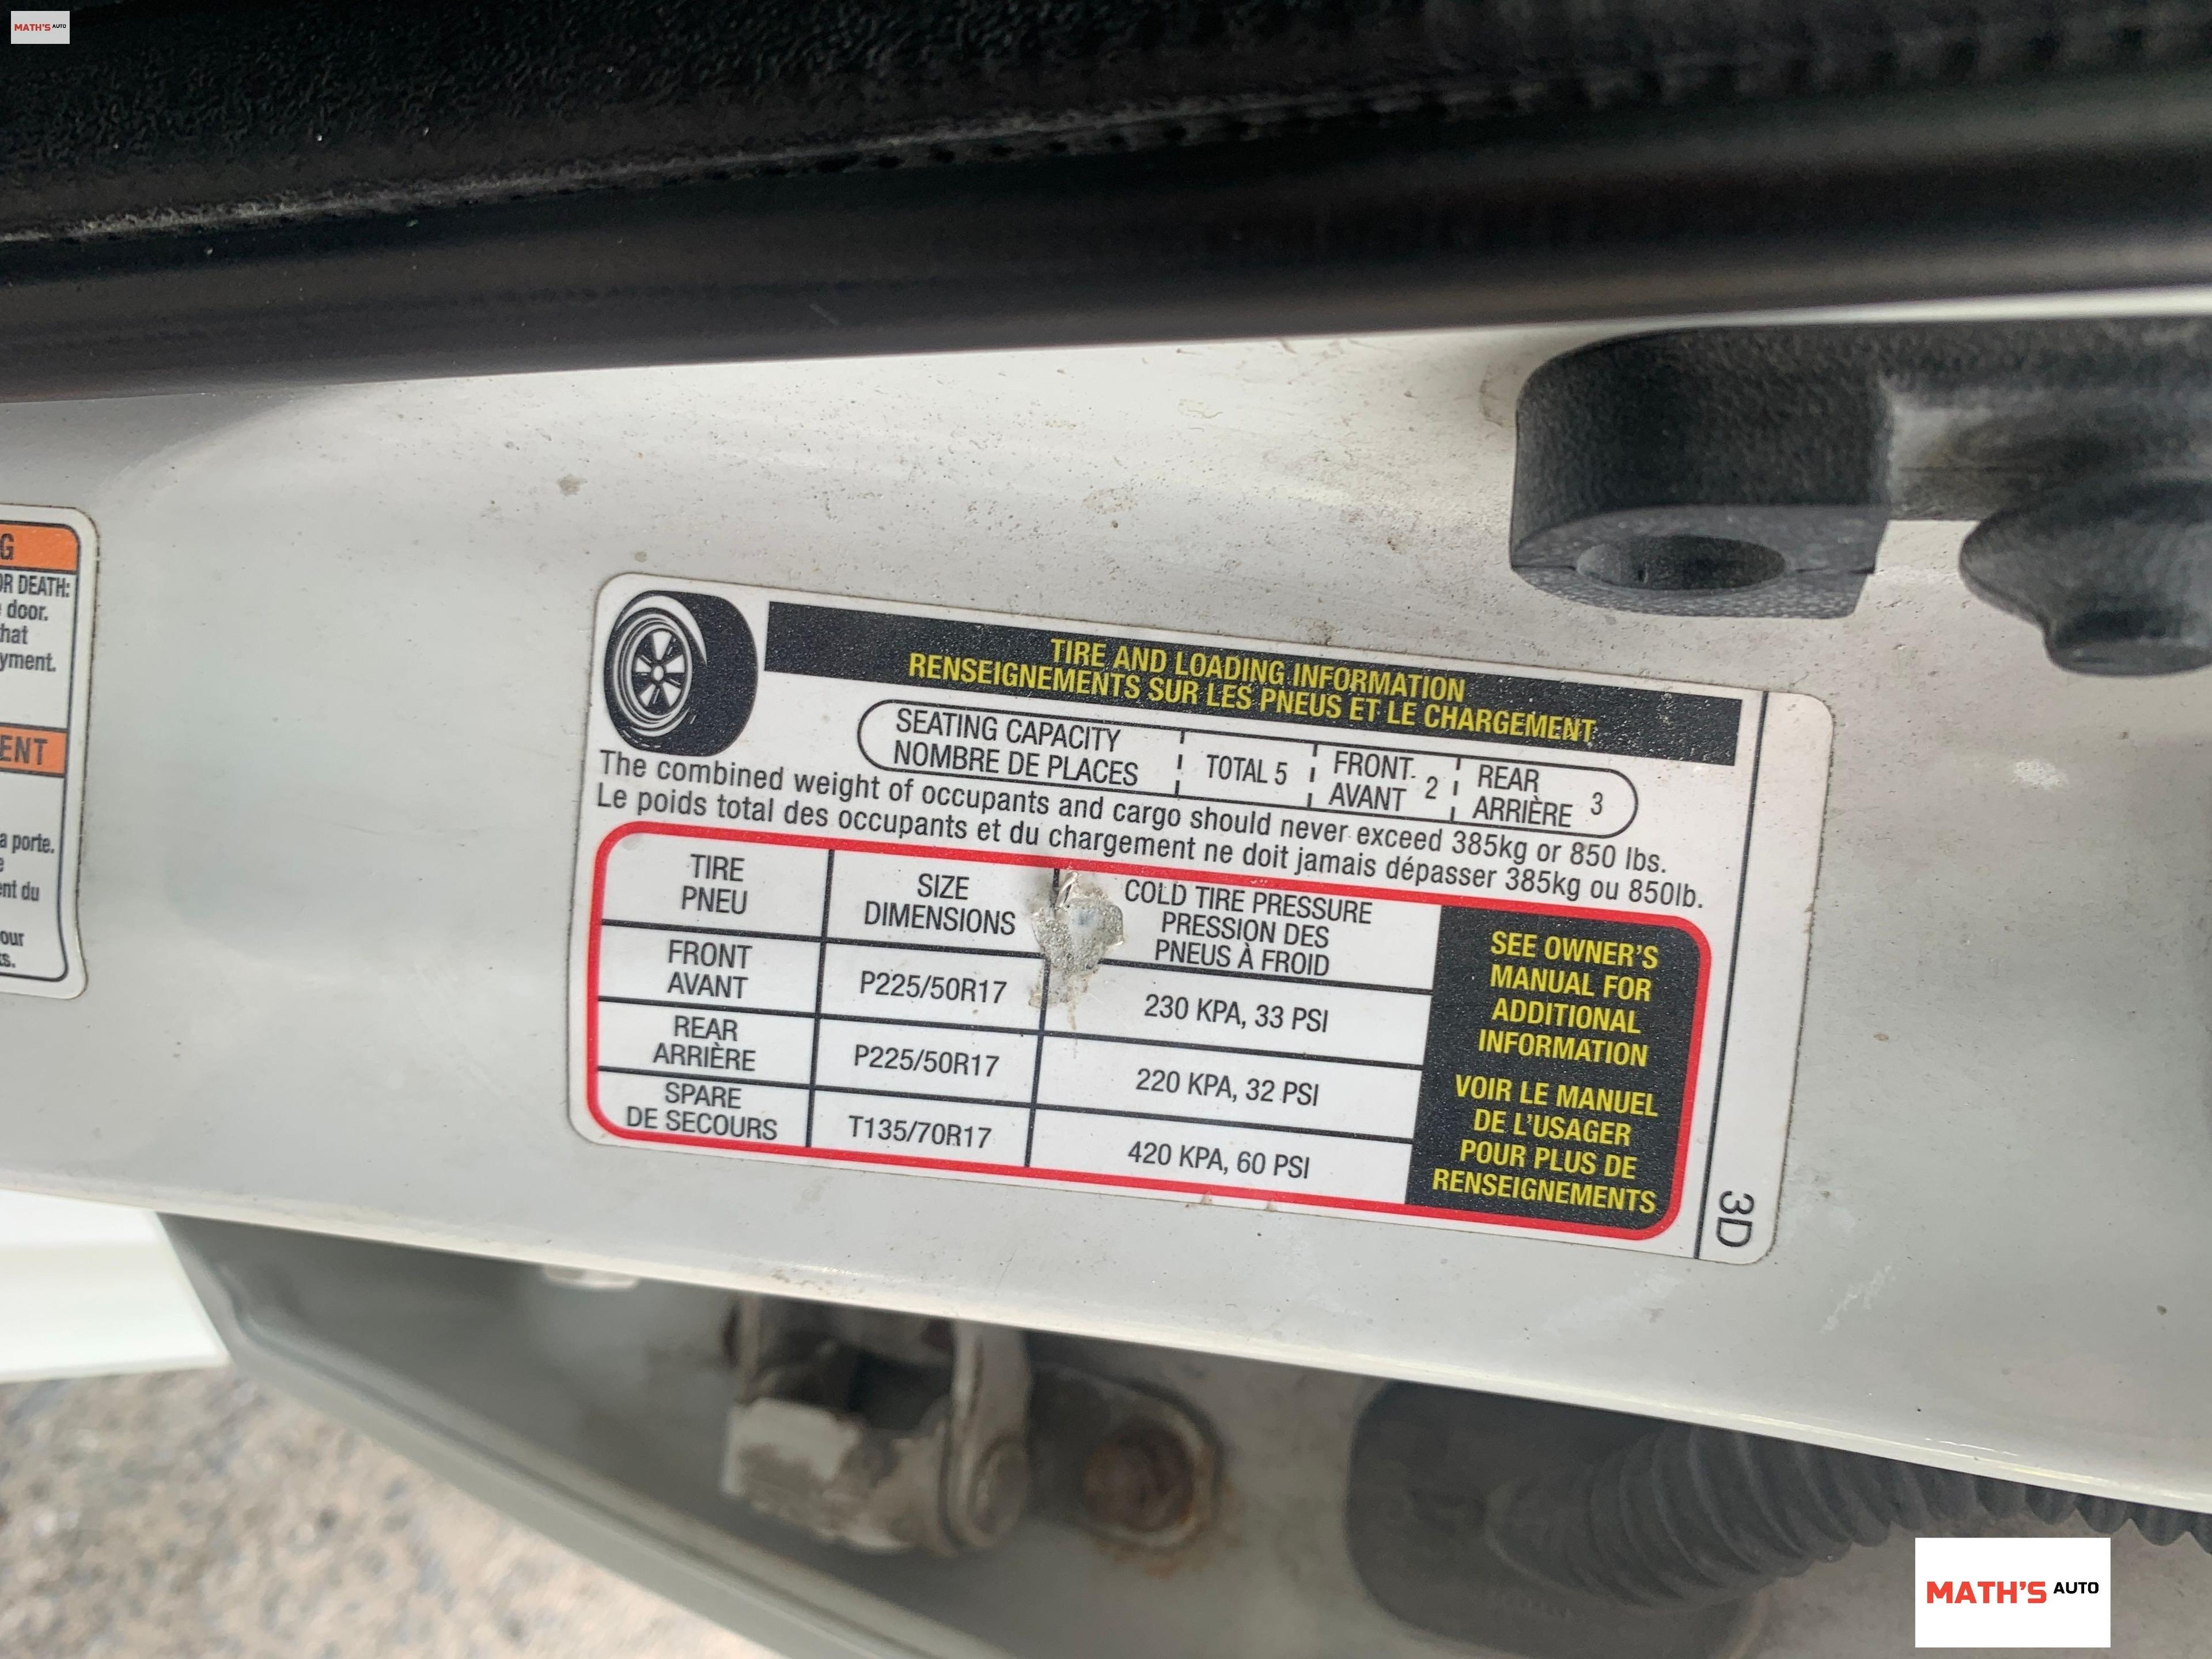 MATH'S AUTO
G
OR DEATH:
door.
hat
yment.
ENT
a porte.
e
ent du
our
s.
TIRE AND LOADING INFORMATION
RENSEIGNEMENTS SUR LES PNEUS ET LE CHARGEMENT
SEATING CAPACITY
NOMBRE DE PLACES
TOTAL 5
FRONT
AVANT 2
REAR
ARRIÈRE 3
The combined weight of occupants and cargo should never exceed 385kg or 850 lbs.
Le poids total des occupants et du chargement ne doit jamais dépasser 385kg ou 850lb.
TIRE
PNEU
SIZE
DIMENSIONS
COLD TIRE PRESSURE
PRESSION DES
PNEUS À FROID
FRONT
AVANT
P225/50R17
230 KPA, 33 PSI
REAR
ARRIÈRE
P225/50R17
220 KPA, 32 PSI
SPARE
DE SECOURS
T135/70R17
420 KPA, 60 PSI
SEE OWNER'S
MANUAL FOR
ADDITIONAL
INFORMATION
VOIR LE MANUEL
DE L'USAGER
POUR PLUS DE
RENSEIGNEMENTS
3D
MATH'S AUTO